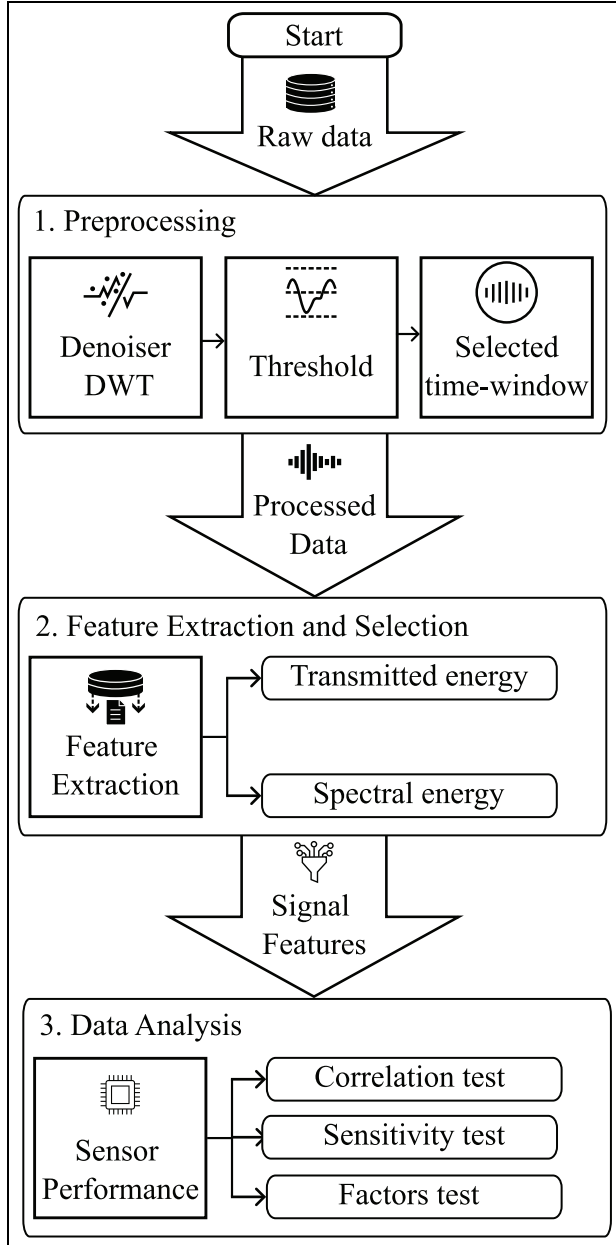 Start
Raw data
1. Preprocessing
Denoiser
DWT
Threshold
Selected
time-window
Processed
Data
2. Feature Extraction and Selection
Feature
Extraction
Transmitted energy
Spectral energy
Signal
Features
3. Data Analysis
Sensor
Performance
Correlation test
Sensitivity test
Factors test